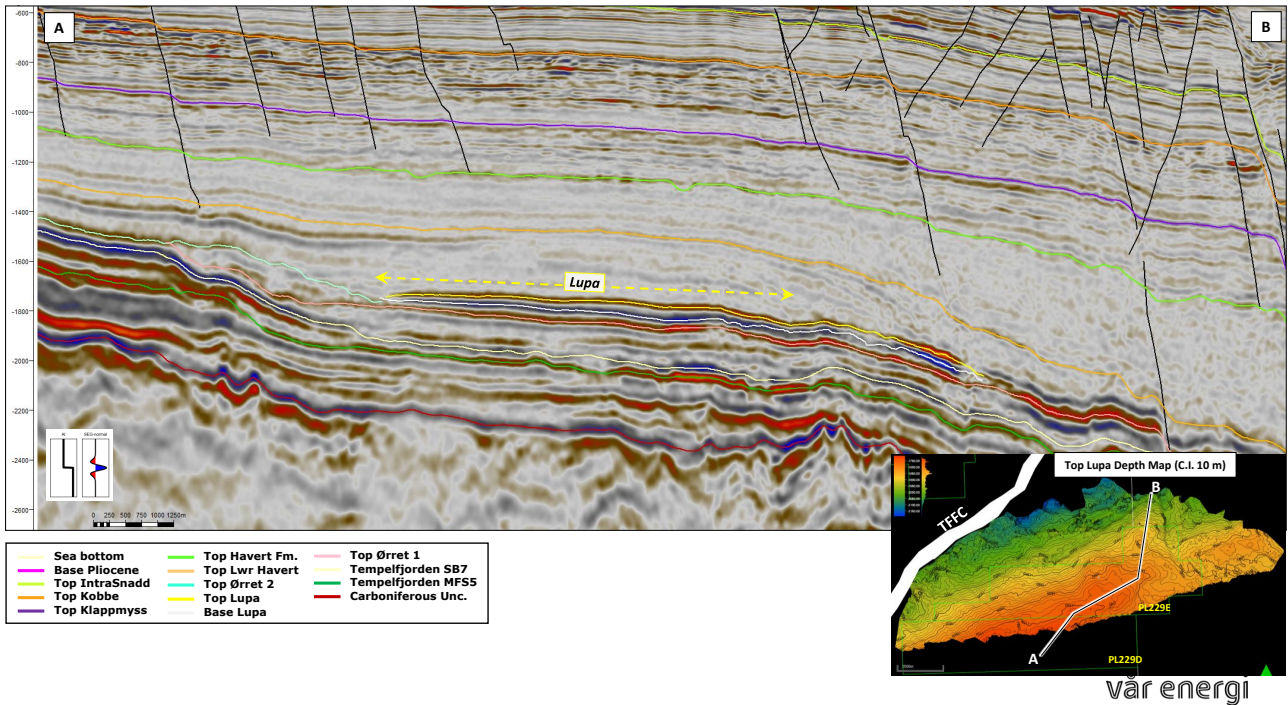 A
B
-600
-800
-1000
-1200
-1400
-1600
-1800
-2000
-2200
-2400
-2600
Lupa
AI
SEG-normal
0 250 500 750 1000 1250m
Top Lupa Depth Map (C.I. 10 m)
B
TFFC
PL229E
A
PL229D
Sea bottom
Base Pliocene
Top IntraSnadd
Top Kobbe
Top Klappmyss
Top Havert Fm.
Top Lwr Havert
Top Ørret 2
Top Lupa
Base Lupa
Top Ørret 1
Tempelfjorden SB7
Tempelfjorden MFS5
Carboniferous Unc.
vår energi